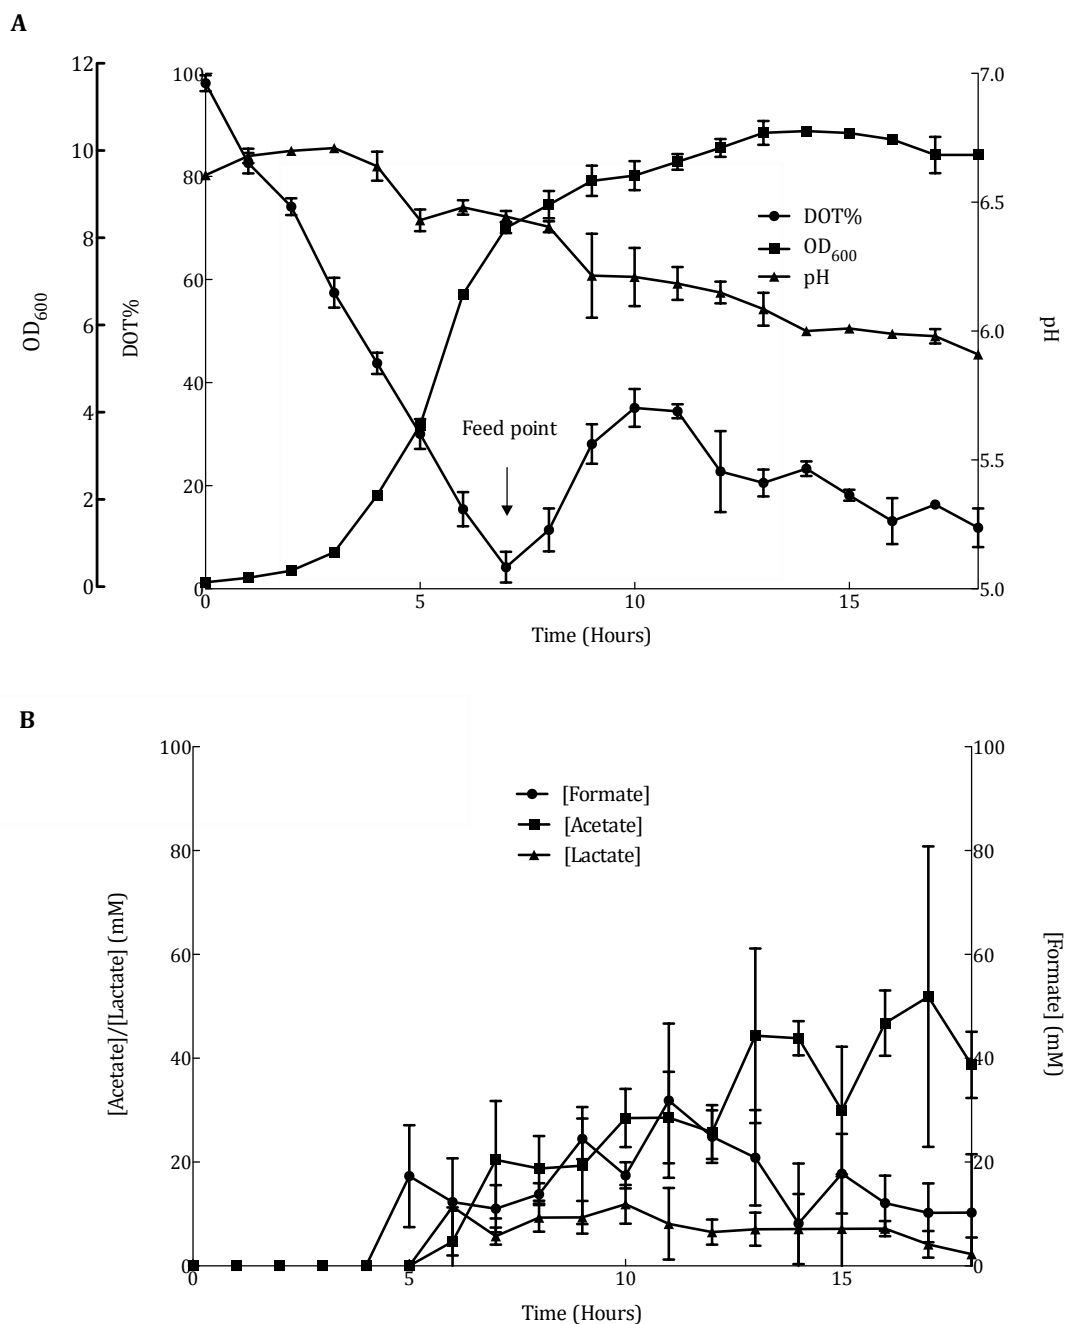 A
12
10
8
6
4
2
0
OD600
100
80
60
40
20
0
DOT%
7.0
6.5
6.0
5.5
5.0
pH
DOT%
OD600
pH
Feed point
0 5 10 15
Time (Hours)
B
100
80
60
40
20
0
[Acetate]/[Lactate] (mM)
[Formate]
[Acetate]
[Lactate]
100
80
60
40
20
0
[Formate] (mM)
0 5 10 15
Time (Hours)